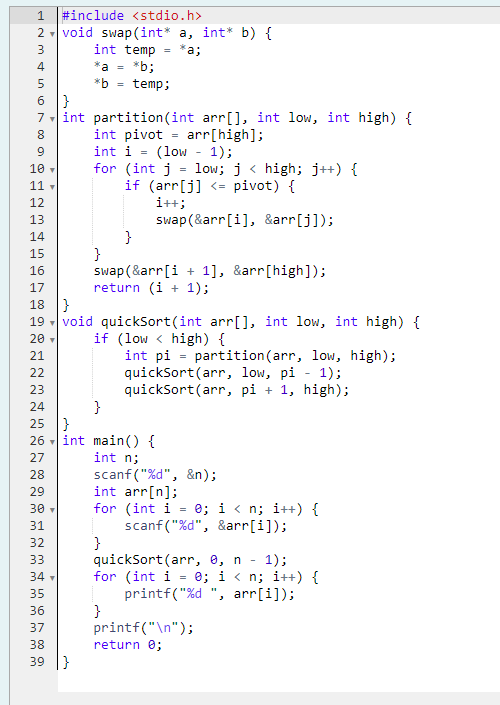 1 #include <stdio.h>
2 void swap(int* a, int* b) {
3     int temp = *a;
4     *a = *b;
5     *b = temp;
6 }
7 int partition(int arr[], int low, int high) {
8     int pivot = arr[high];
9     int i = (low - 1);
10     for (int j = low; j < high; j++) {
11         if (arr[j] <= pivot) {
12             i++;
13             swap(&arr[i], &arr[j]);
14         }
15     }
16     swap(&arr[i + 1], &arr[high]);
17     return (i + 1);
18 }
19 void quickSort(int arr[], int low, int high) {
20     if (low < high) {
21         int pi = partition(arr, low, high);
22         quickSort(arr, low, pi - 1);
23         quickSort(arr, pi + 1, high);
24     }
25 }
26 int main() {
27     int n;
28     scanf("%d", &n);
29     int arr[n];
30     for (int i = 0; i < n; i++) {
31         scanf("%d", &arr[i]);
32     }
33     quickSort(arr, 0, n - 1);
34     for (int i = 0; i < n; i++) {
35         printf("%d ", arr[i]);
36     }
37     printf("\n");
38     return 0;
39 }